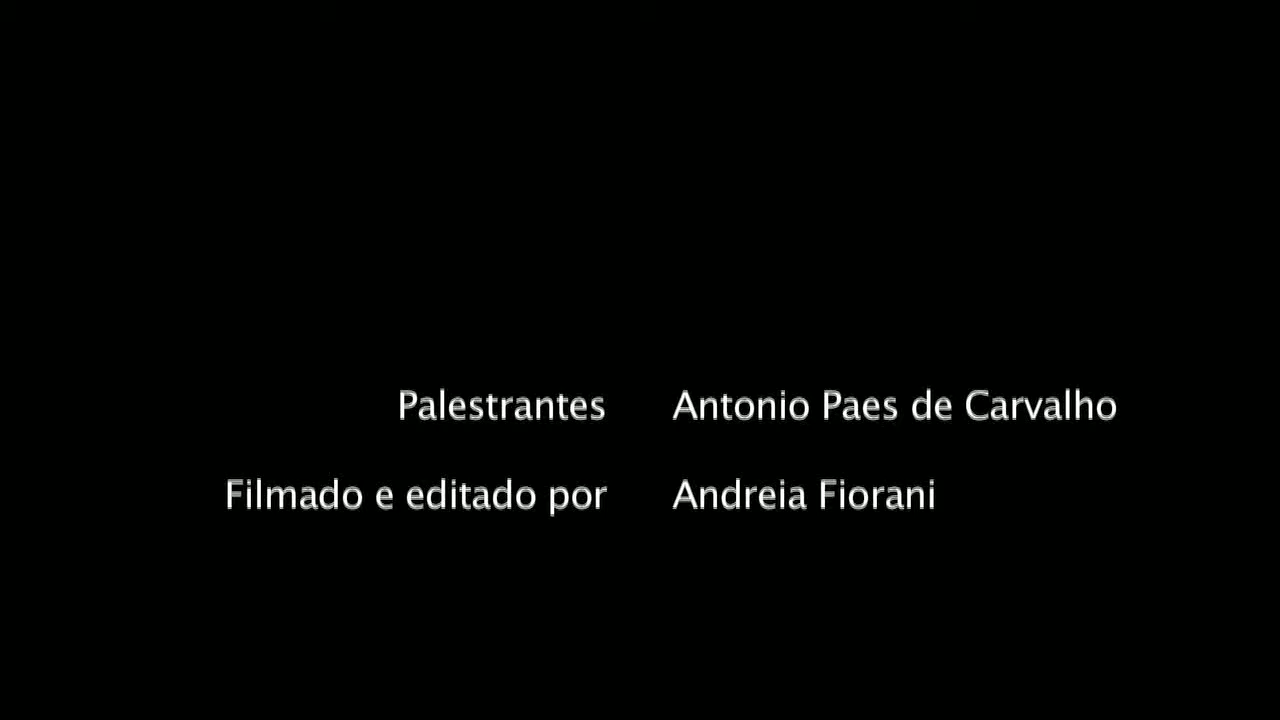 Palestrantes Antonio Paes de Carvalho
Filmado e editado por Andreia Fiorani